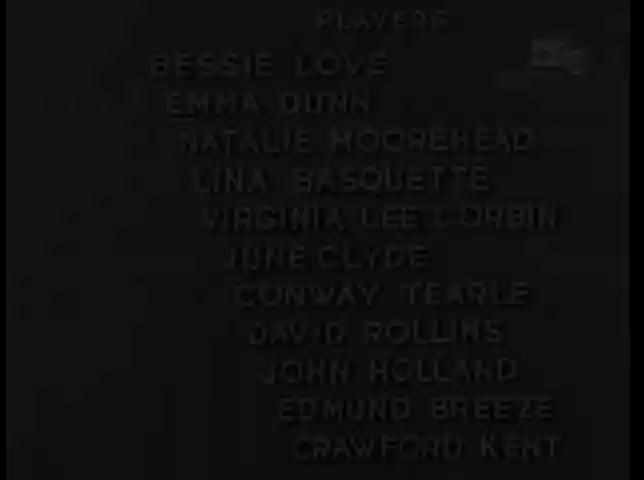 PLAYERS
BESSIE LOVE
EMMA DUNN
NATALIE MOOREHEAD
LINA BASQUETTE
VIRGINIA LEE CORBIN
JUNE CLYDE
CONWAY TEARLE
DAVID ROLLINS
JOHN HOLLAND
EDMUND BREEZE
CRAWFORD KENT